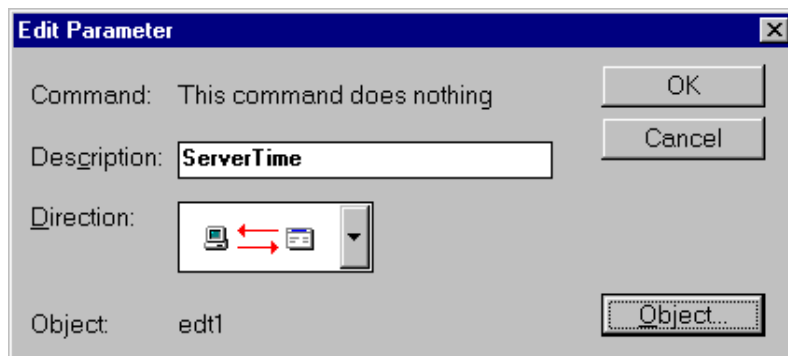 Edit Parameter
Command: This command does nothing
OK
Description: ServerTime
Cancel
Direction:
Object: edt1
Object...